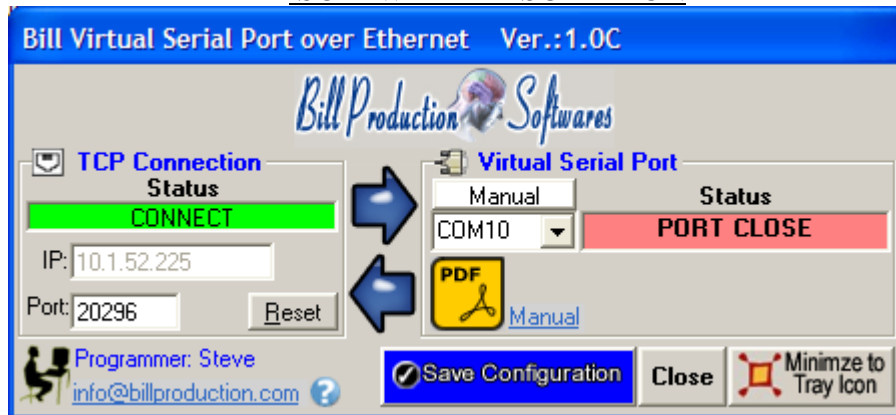 Bill Virtual Serial Port over Ethernet Ver.:1.0C
Bill Production Softwares
TCP Connection
Status
CONNECT
IP: 10.1.52.225
Port: 20296
Reset
Virtual Serial Port
Manual
Status
COM10
PORT CLOSE
PDF
Manual
Programmer: Steve
info@billproduction.com ?
Save Configuration
Close
Minimze to
Tray Icon